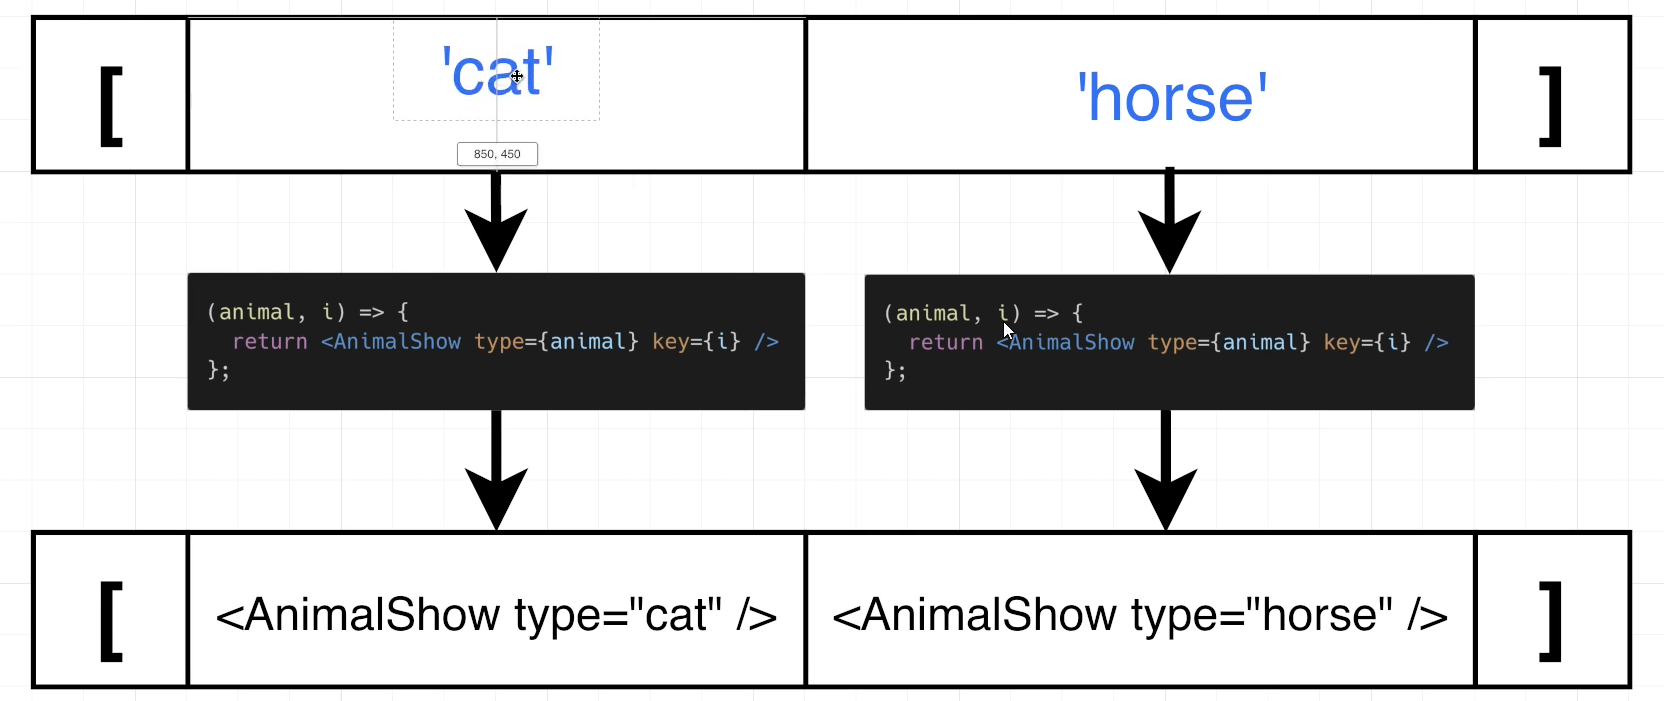 [ 'cat' 'horse' ]
850, 450
(animal, i) => {
return <AnimalShow type={animal} key={i} />
};
(animal, i) => {
return <AnimalShow type={animal} key={i} />
};
[ <AnimalShow type="cat" /> <AnimalShow type="horse" /> ]